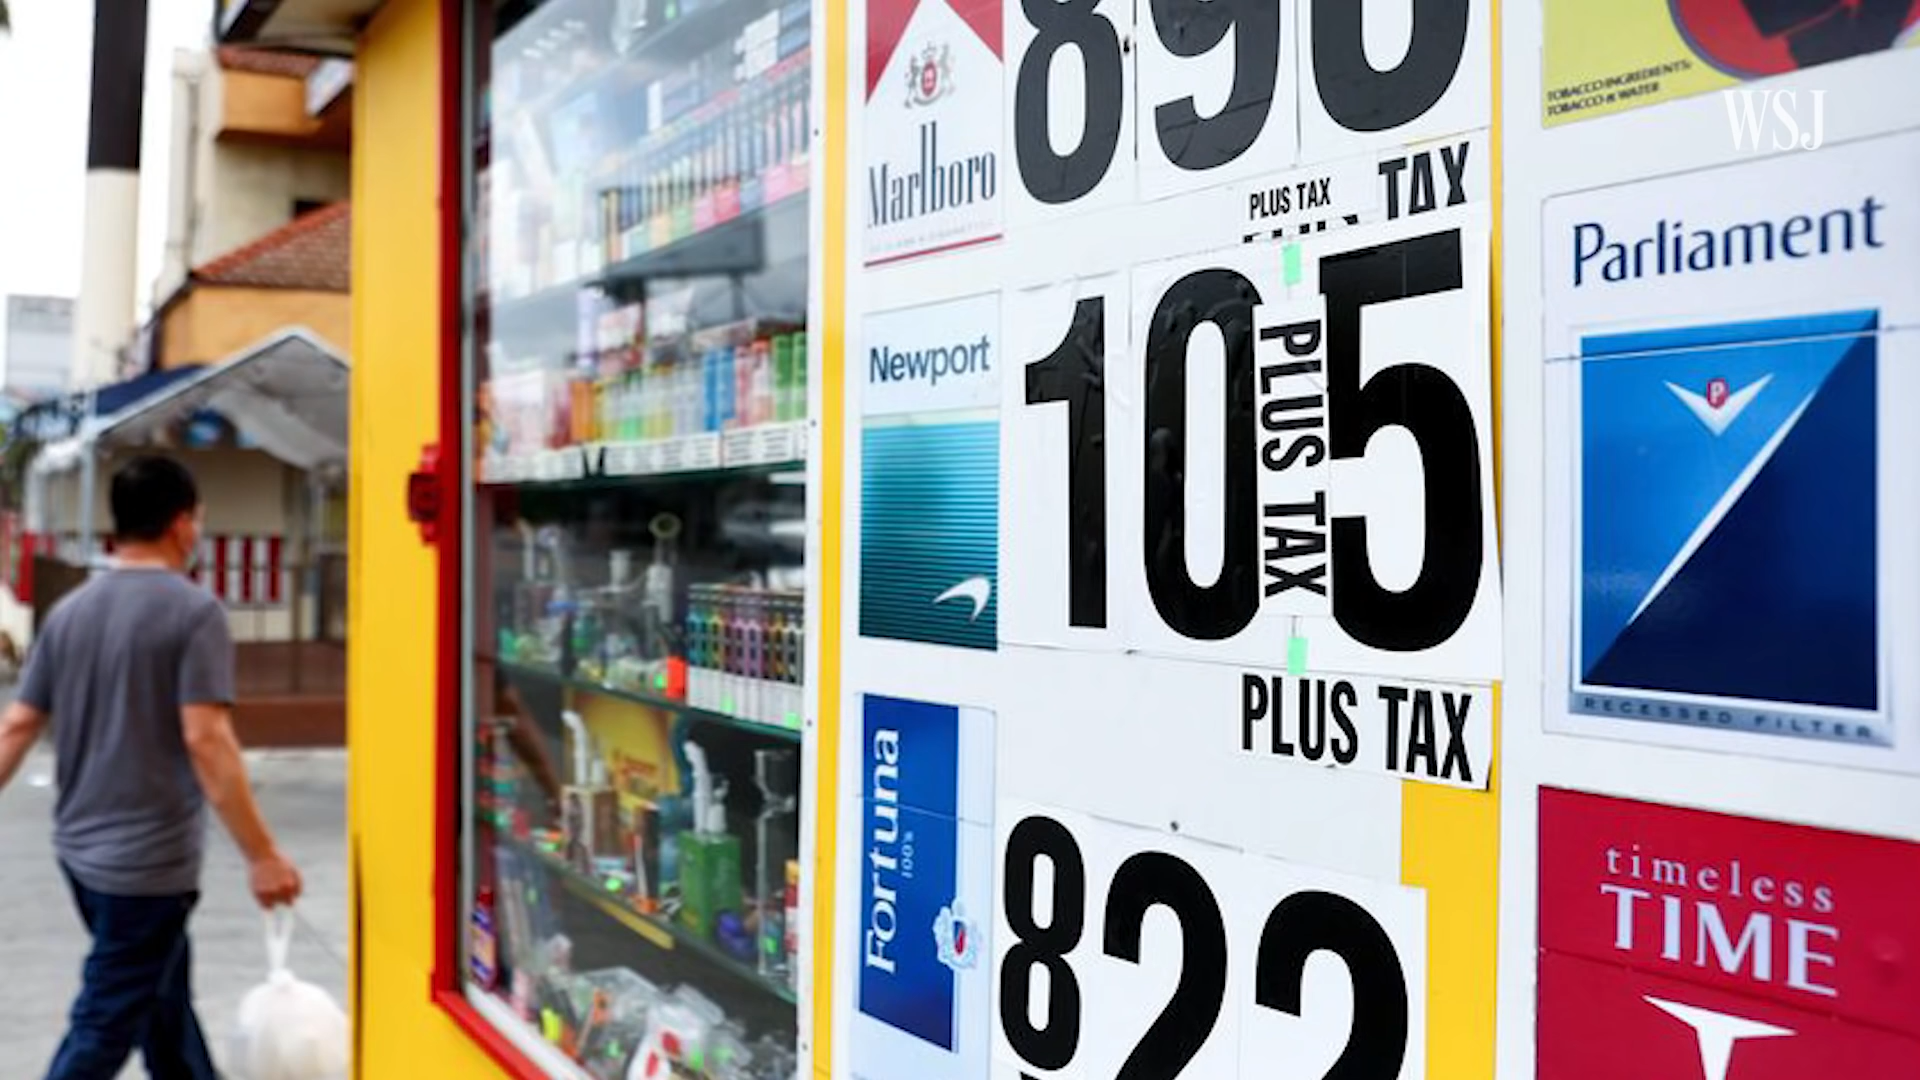 Marlboro
890
PLUS TAX
TAX
Newport
105
PLUS TAX
PLUS TAX
Fortuna
100's
822
TOBACCO INGREDIENTS:
TOBACCO & WATER
WSJ
Parliament
P
RECESSED FILTER
timeless
TIME